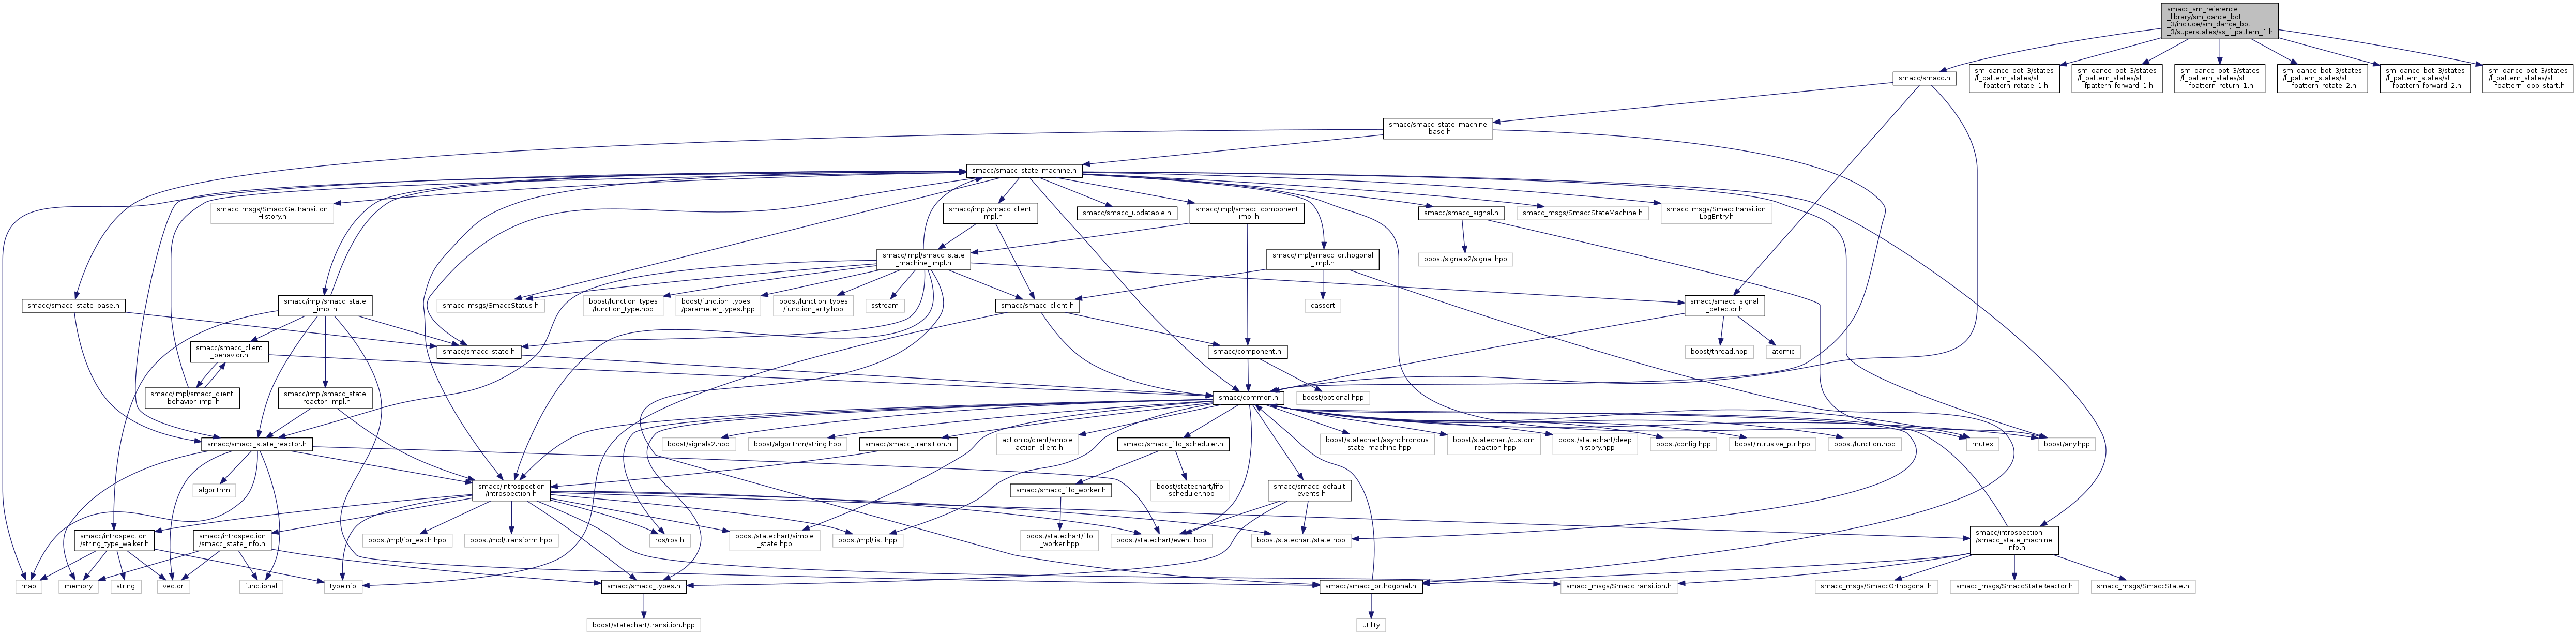 smacc_sm_reference
_library/sm_dance_bot
_3/include/sm_dance_bot
_3/superstates/ss_f_pattern_1.h
smacc/smacc.h
sm_dance_bot_3/states
/f_pattern_states/sti
_fpattern_rotate_1.h
sm_dance_bot_3/states
/f_pattern_states/sti
_fpattern_forward_1.h
sm_dance_bot_3/states
/f_pattern_states/sti
_fpattern_return_1.h
sm_dance_bot_3/states
/f_pattern_states/sti
_fpattern_rotate_2.h
sm_dance_bot_3/states
/f_pattern_states/sti
_fpattern_forward_2.h
sm_dance_bot_3/states
/f_pattern_states/sti
_fpattern_loop_start.h
smacc/smacc_state_machine
_base.h
smacc/smacc_state_machine.h
smacc_msgs/SmaccGetTransition
History.h
smacc/impl/smacc_client
_impl.h
smacc/smacc_updatable.h
smacc/impl/smacc_component
_impl.h
smacc/smacc_signal.h
smacc_msgs/SmaccStateMachine.h
smacc_msgs/SmaccTransition
LogEntry.h
smacc/impl/smacc_state
_machine_impl.h
smacc/impl/smacc_orthogonal
_impl.h
boost/signals2/signal.hpp
smacc/smacc_state_base.h
smacc/impl/smacc_state
_impl.h
smacc_msgs/SmaccStatus.h
boost/function_types
/function_type.hpp
boost/function_types
/parameter_types.hpp
boost/function_types
/function_arity.hpp
sstream
smacc/smacc_client.h
cassert
smacc/smacc_signal
_detector.h
smacc/smacc_client
_behavior.h
smacc/smacc_state.h
smacc/component.h
boost/thread.hpp
atomic
smacc/impl/smacc_client
_behavior_impl.h
smacc/impl/smacc_state
_reactor_impl.h
smacc/common.h
boost/optional.hpp
smacc/smacc_state_reactor.h
boost/signals2.hpp
boost/algorithm/string.hpp
smacc/smacc_transition.h
actionlib/client/simple
_action_client.h
smacc/smacc_fifo_scheduler.h
boost/statechart/asynchronous
_state_machine.hpp
boost/statechart/custom
_reaction.hpp
boost/statechart/deep
_history.hpp
boost/config.hpp
boost/intrusive_ptr.hpp
boost/function.hpp
mutex
boost/any.hpp
algorithm
smacc/introspection
/introspection.h
smacc/smacc_fifo_worker.h
boost/statechart/fifo
_scheduler.hpp
smacc/smacc_default
_events.h
smacc/introspection
/string_type_walker.h
smacc/introspection
/smacc_state_info.h
boost/mpl/for_each.hpp
boost/mpl/transform.hpp
ros/ros.h
boost/statechart/simple
_state.hpp
boost/mpl/list.hpp
boost/statechart/fifo
_worker.hpp
boost/statechart/event.hpp
boost/statechart/state.hpp
smacc/introspection
/smacc_state_machine
_info.h
map
memory
string
vector
functional
typeinfo
smacc/smacc_types.h
smacc/smacc_orthogonal.h
smacc_msgs/SmaccTransition.h
smacc_msgs/SmaccOrthogonal.h
smacc_msgs/SmaccStateReactor.h
smacc_msgs/SmaccState.h
boost/statechart/transition.hpp
utility